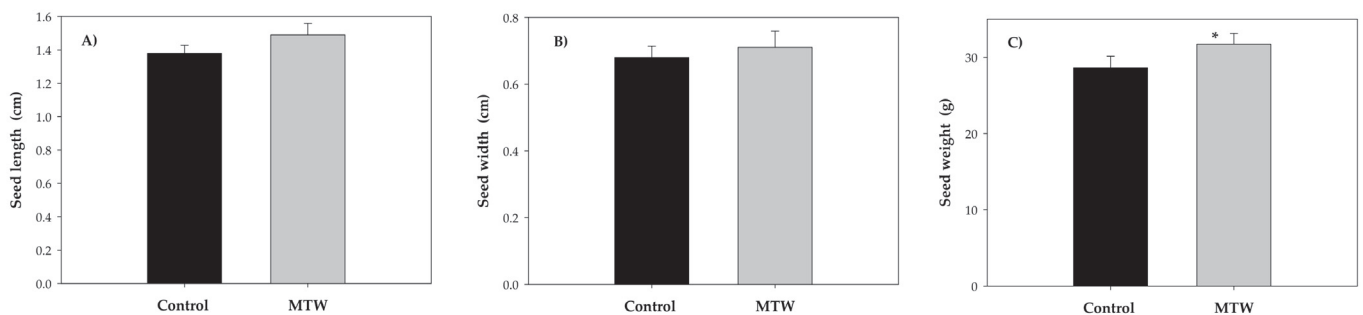 A)
Seed length (cm)
1.6
1.4
1.2
1.0
0.8
0.6
0.4
0.2
0.0
Control MTW
B)
Seed width (cm)
0.8
0.6
0.4
0.2
0.0
Control MTW
C)
Seed weight (g)
30
20
10
0
*
Control MTW